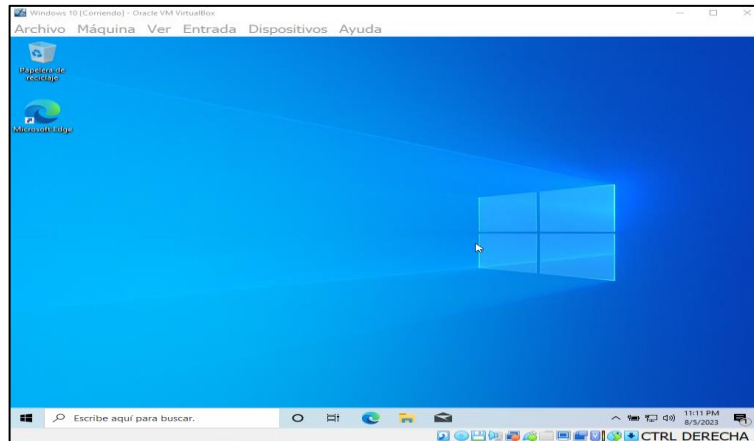 Windows 10 [Corriendo] - Oracle VM VirtualBox
Archivo Máquina Ver Entrada Dispositivos Ayuda
Papelera de
reciclaje
Microsoft Edge
Escribe aquí para buscar.
11:11 PM
8/5/2023
CTRL DERECHA